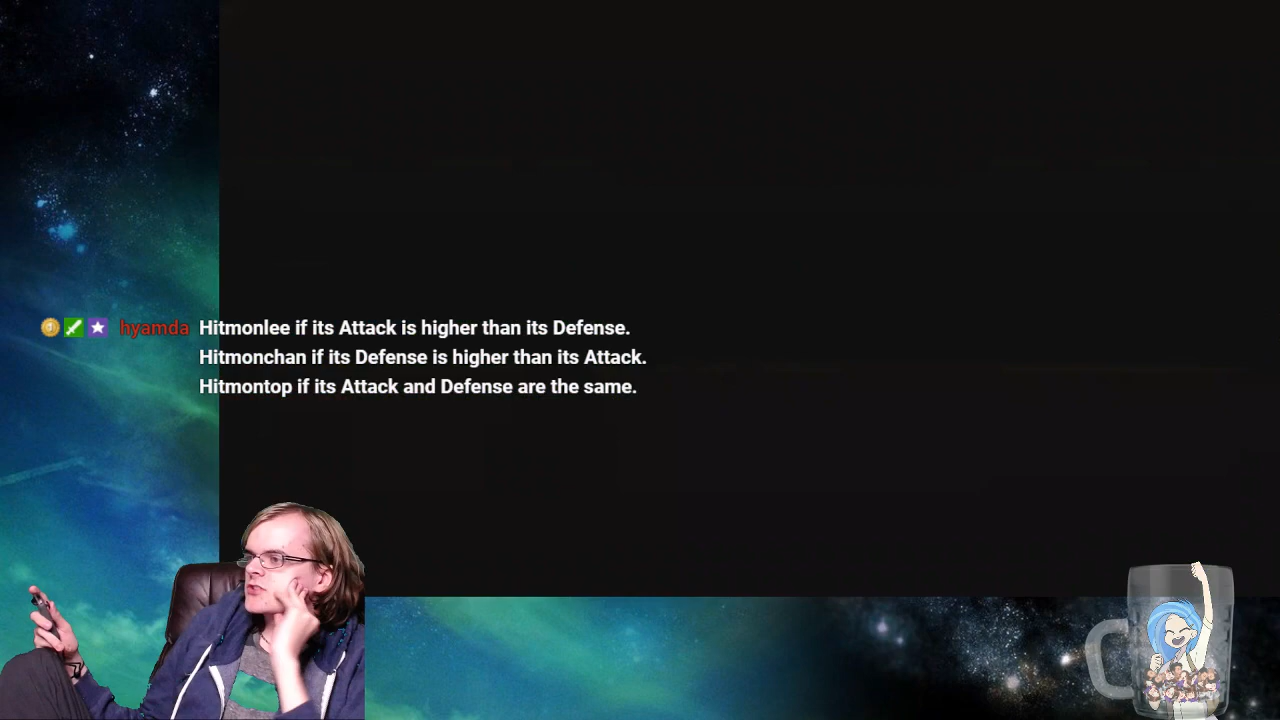 hyamda Hitmonlee if its Attack is higher than its Defense.
Hitmonchan if its Defense is higher than its Attack.
Hitmontop if its Attack and Defense are the same.